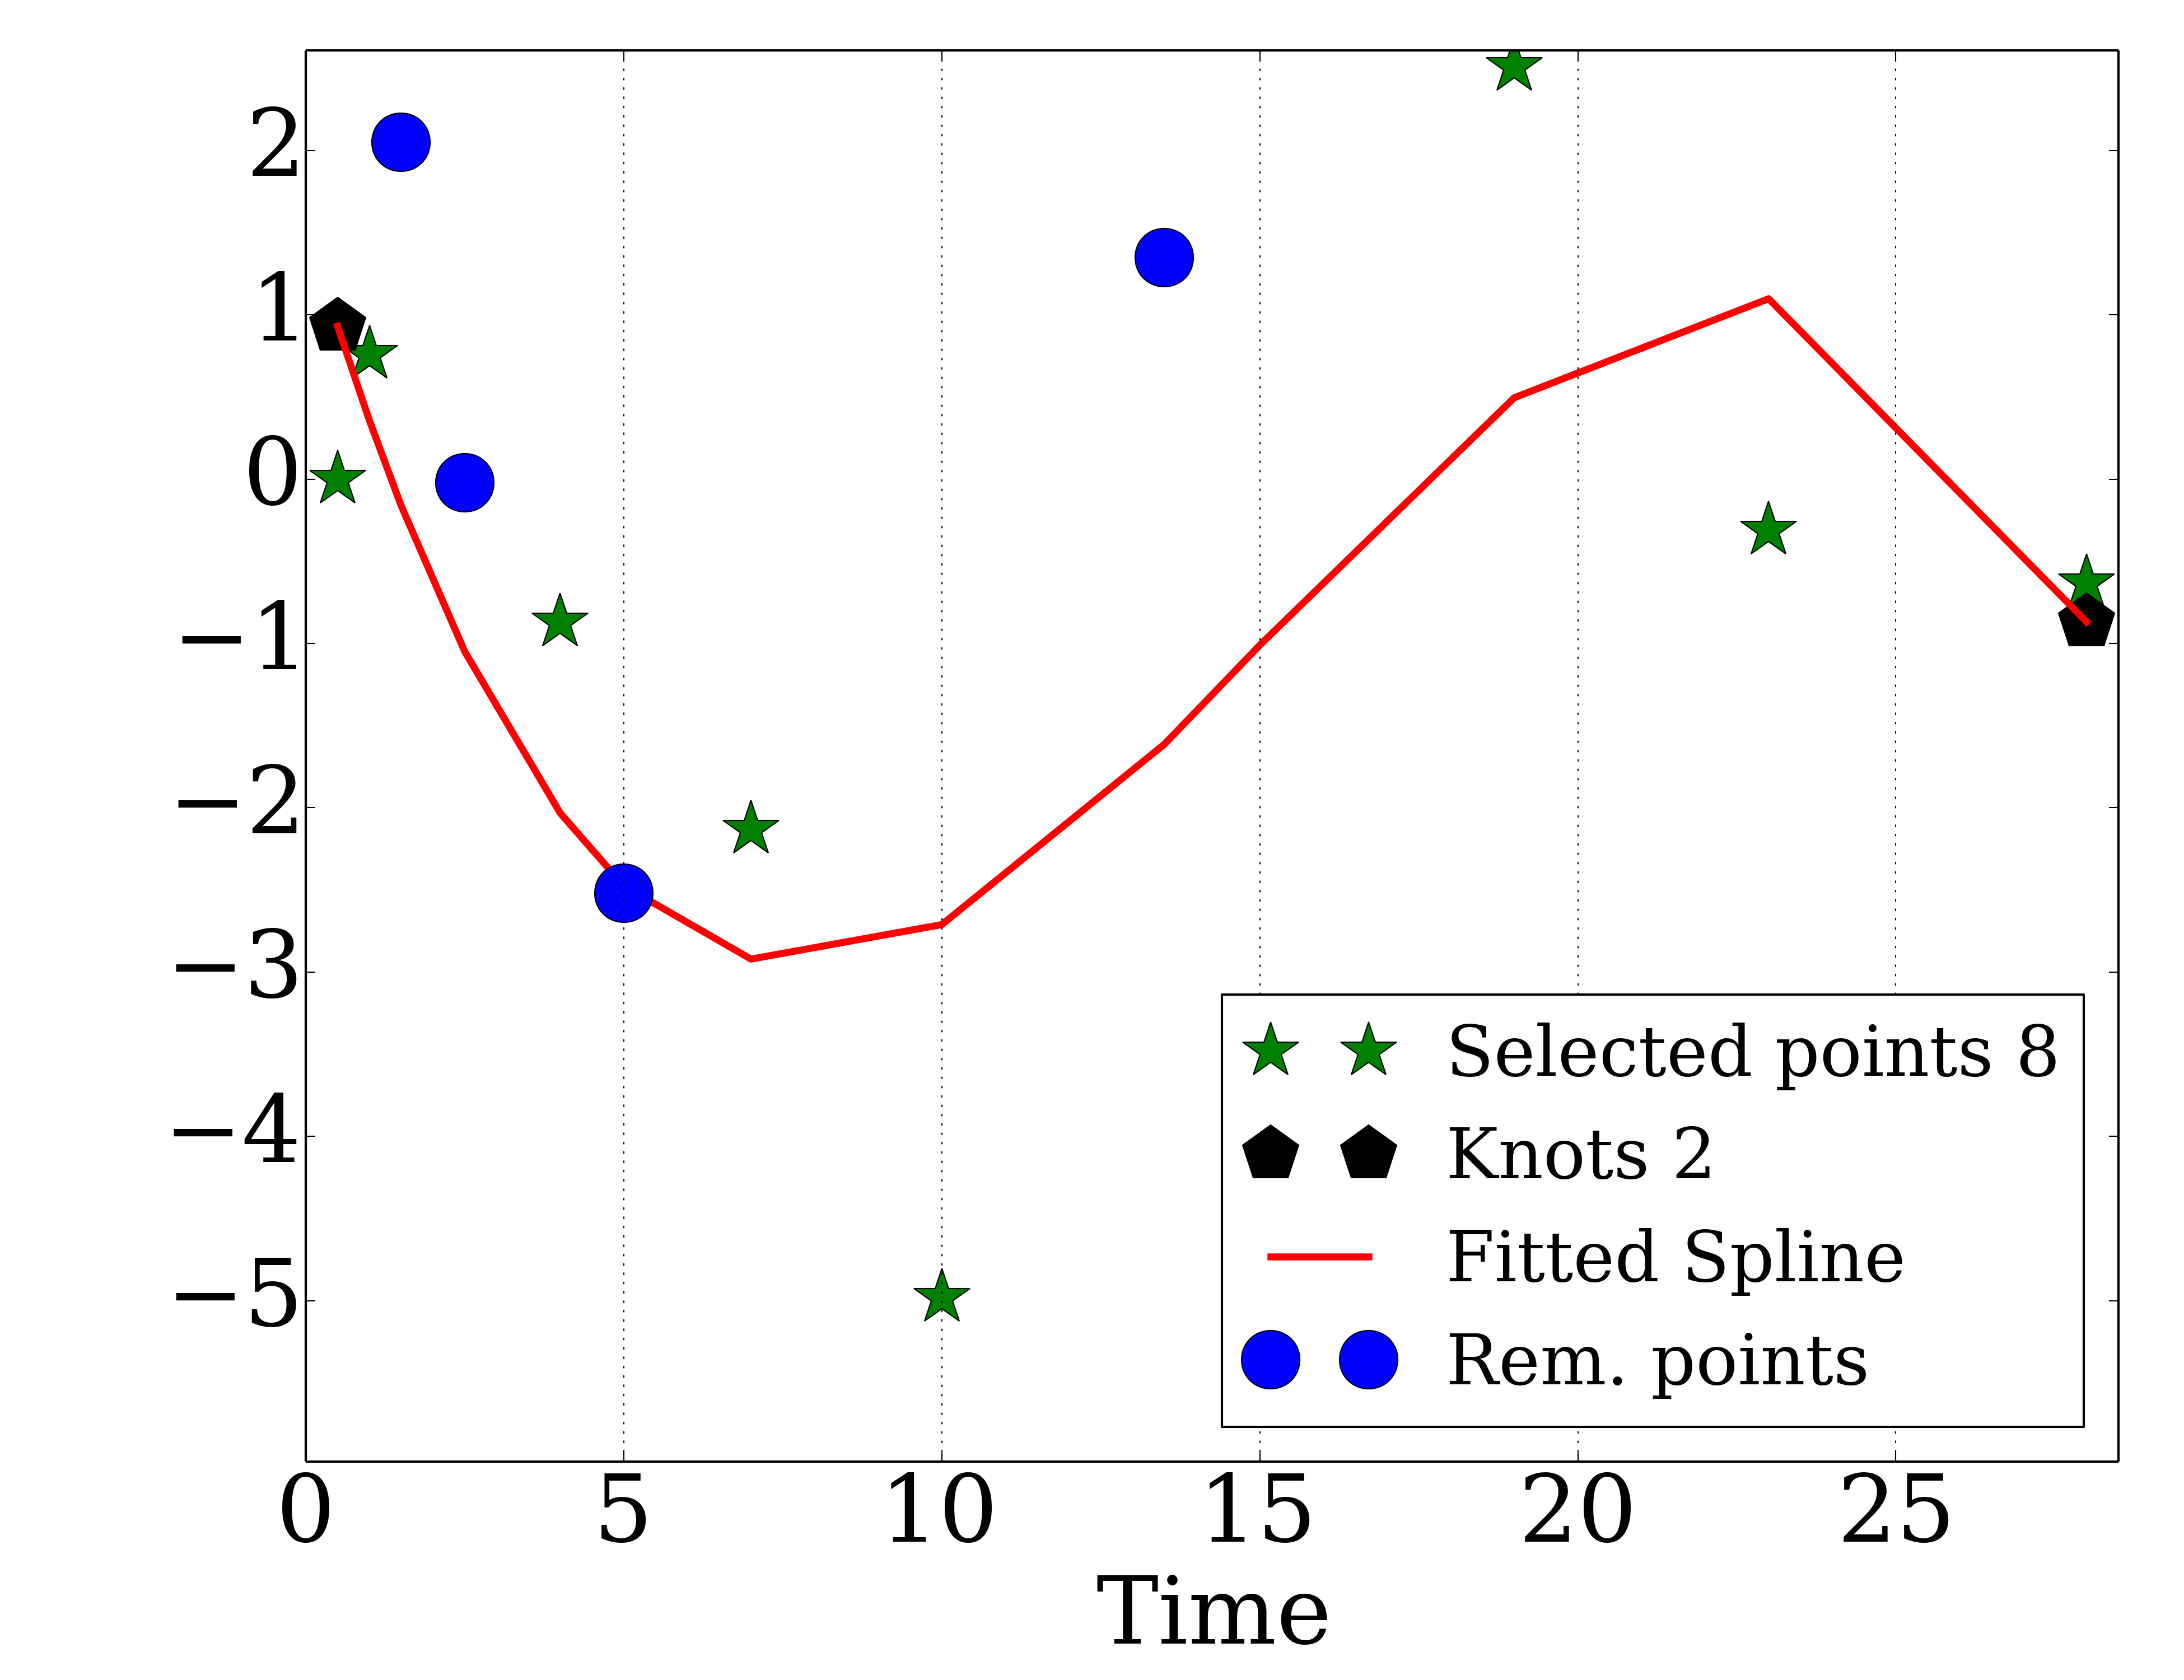 2
1
0
−1
−2
−3
−4
−5
0 5 10 15 20 25
Time
Selected points 8
Knots 2
Fitted Spline
Rem. points